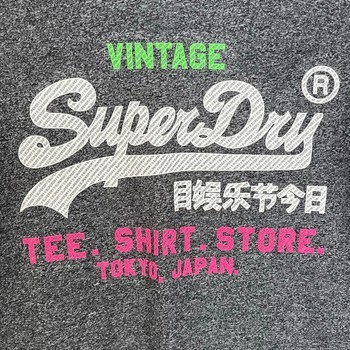 VINTAGE
SuperDry®
目娱乐节今日
TEE. SHIRT. STORE.
TOKYO, JAPAN.